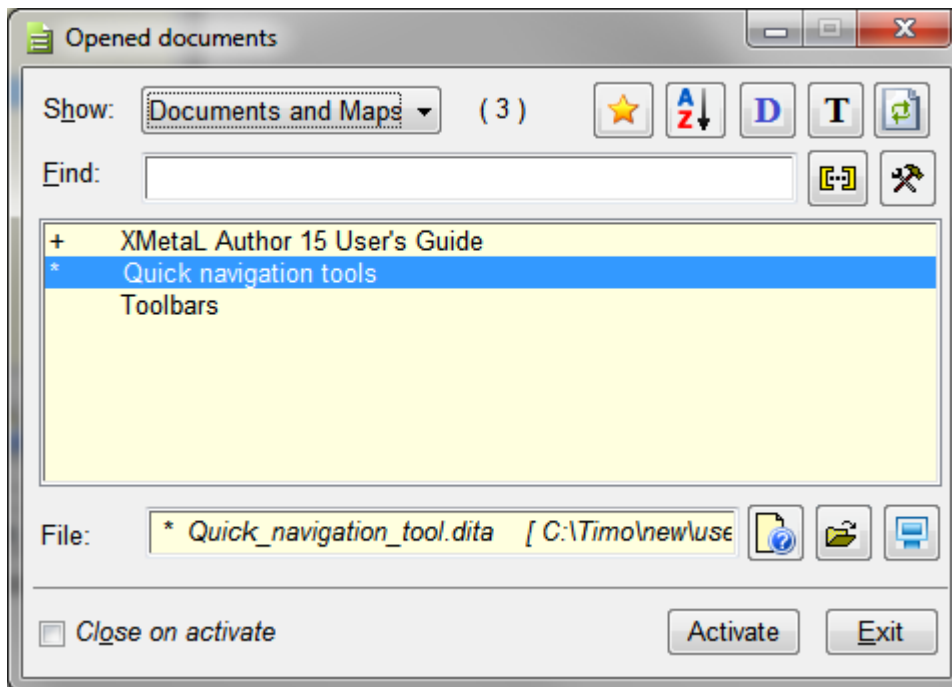 Opened documents
Show: Documents and Maps ( 3 ) A Z D T
Find:
+ XMetaL Author 15 User's Guide
* Quick navigation tools
Toolbars
File: * Quick_navigation_tool.dita [ C:\Timo\new\use
Close on activate Activate Exit